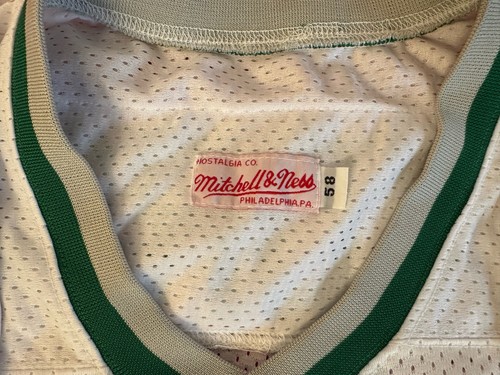 NOSTALGIA CO.
Mitchell & Ness
PHILADELPHIA, PA.
58